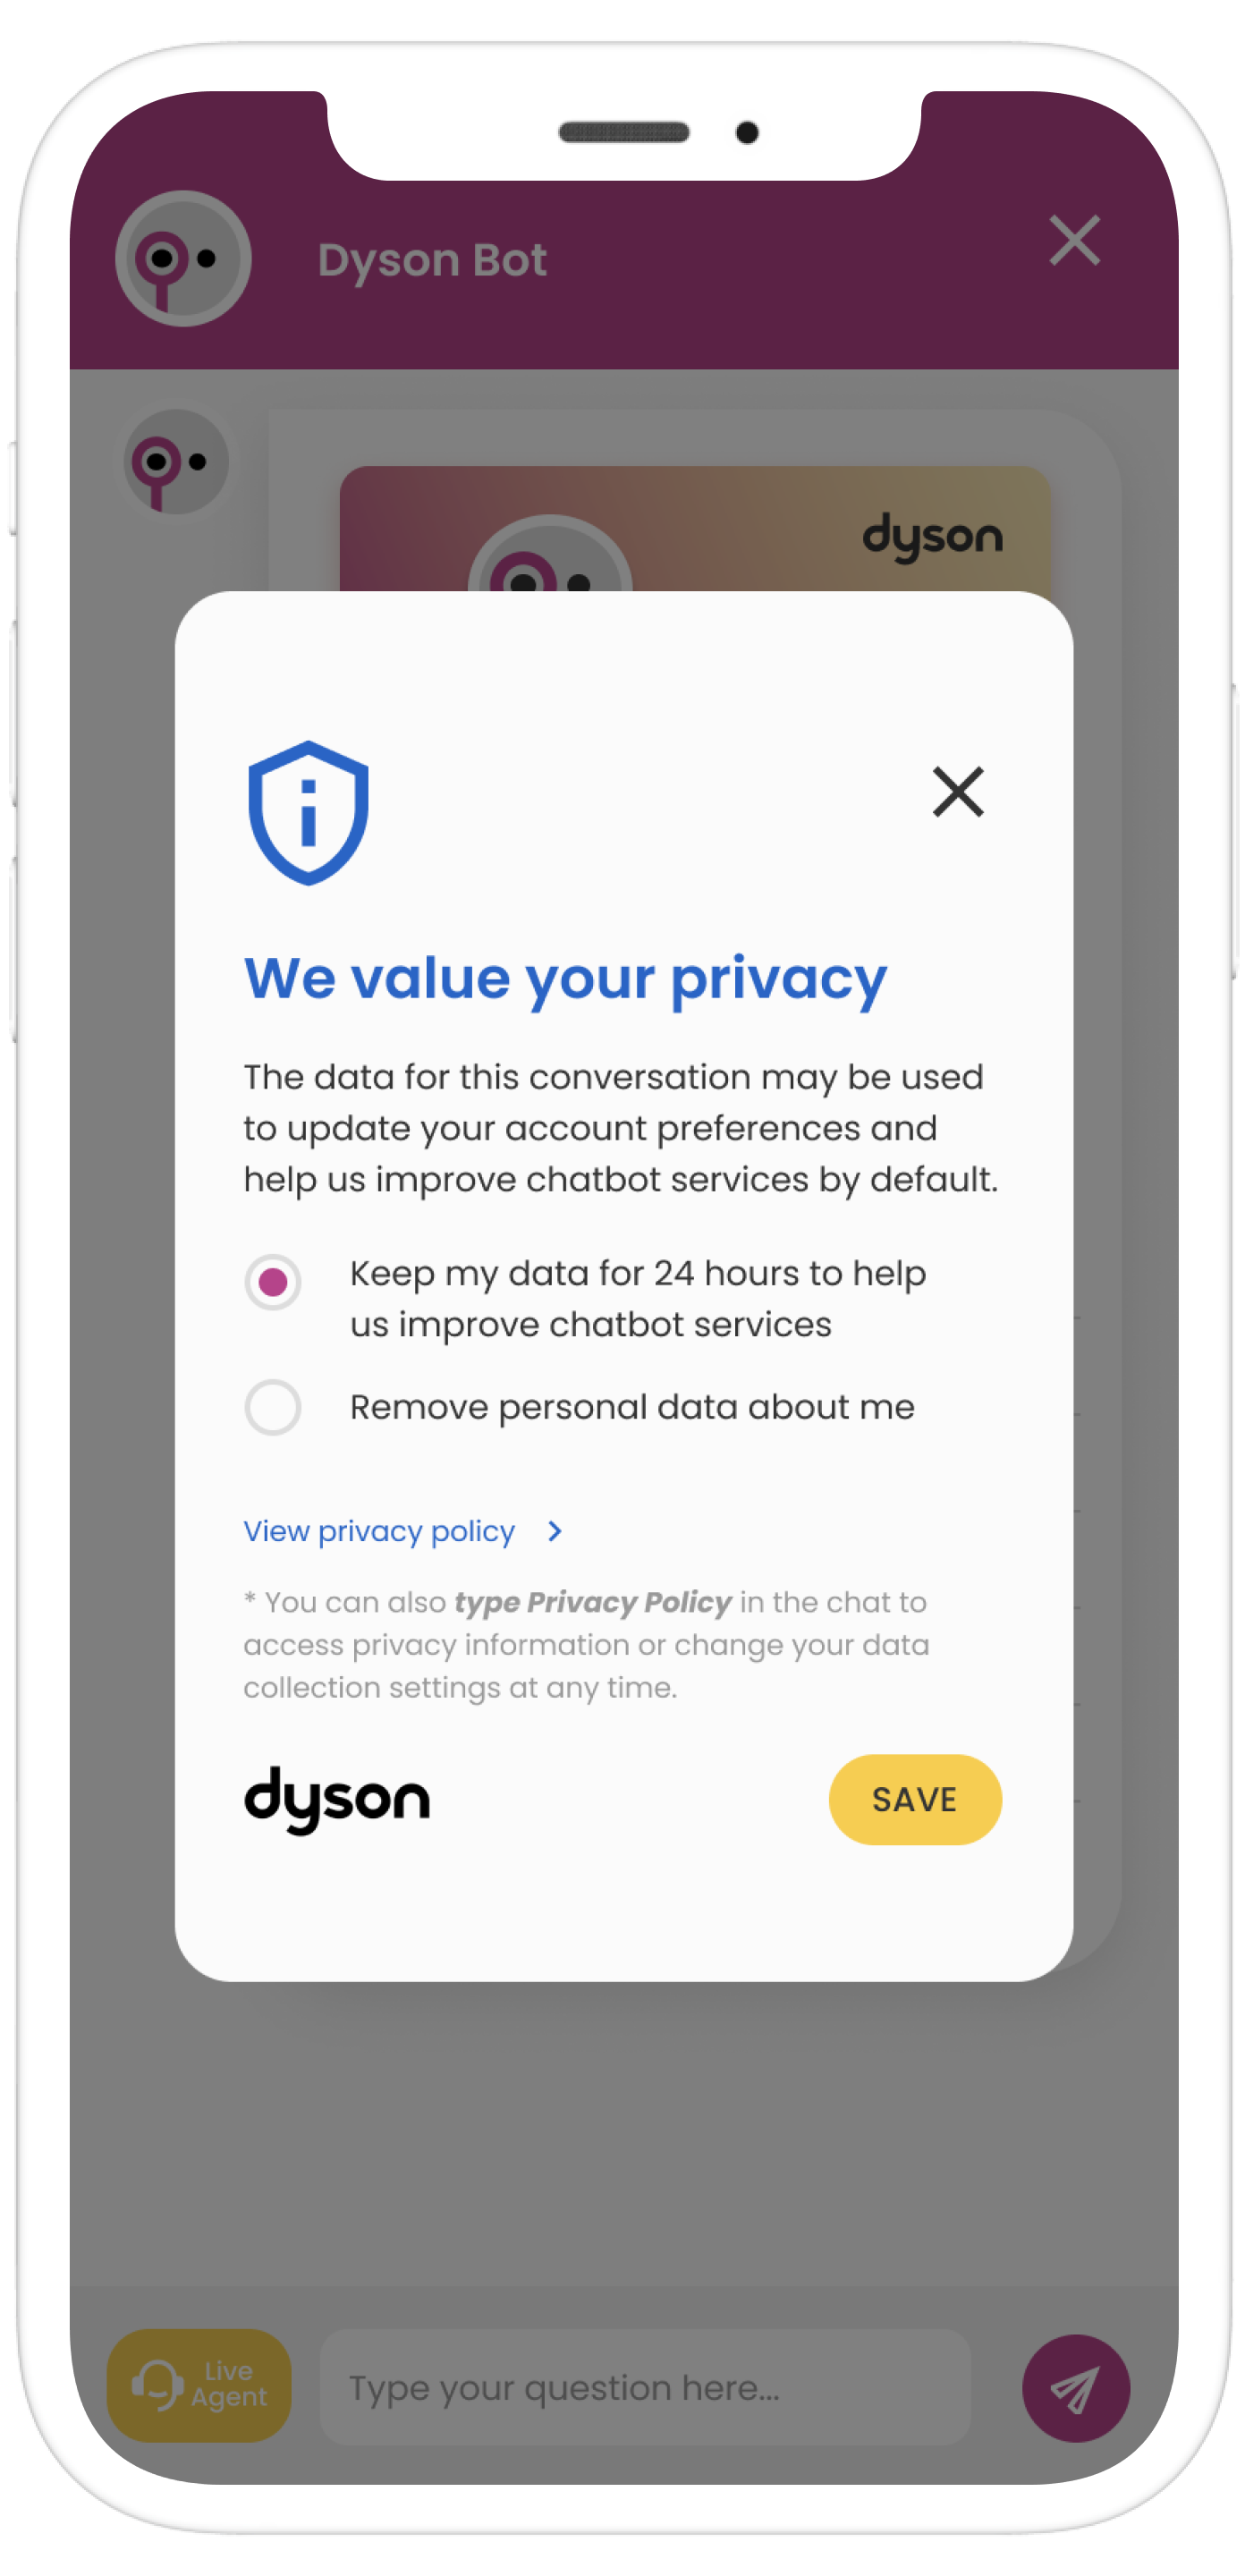 Dyson Bot
dyson
We value your privacy
The data for this conversation may be used
to update your account preferences and
help us improve chatbot services by default.
Keep my data for 24 hours to help
us improve chatbot services
Remove personal data about me
View privacy policy
* You can also type Privacy Policy in the chat to
access privacy information or change your data
collection settings at any time.
dyson
SAVE
Live
Agent
Type your question here...